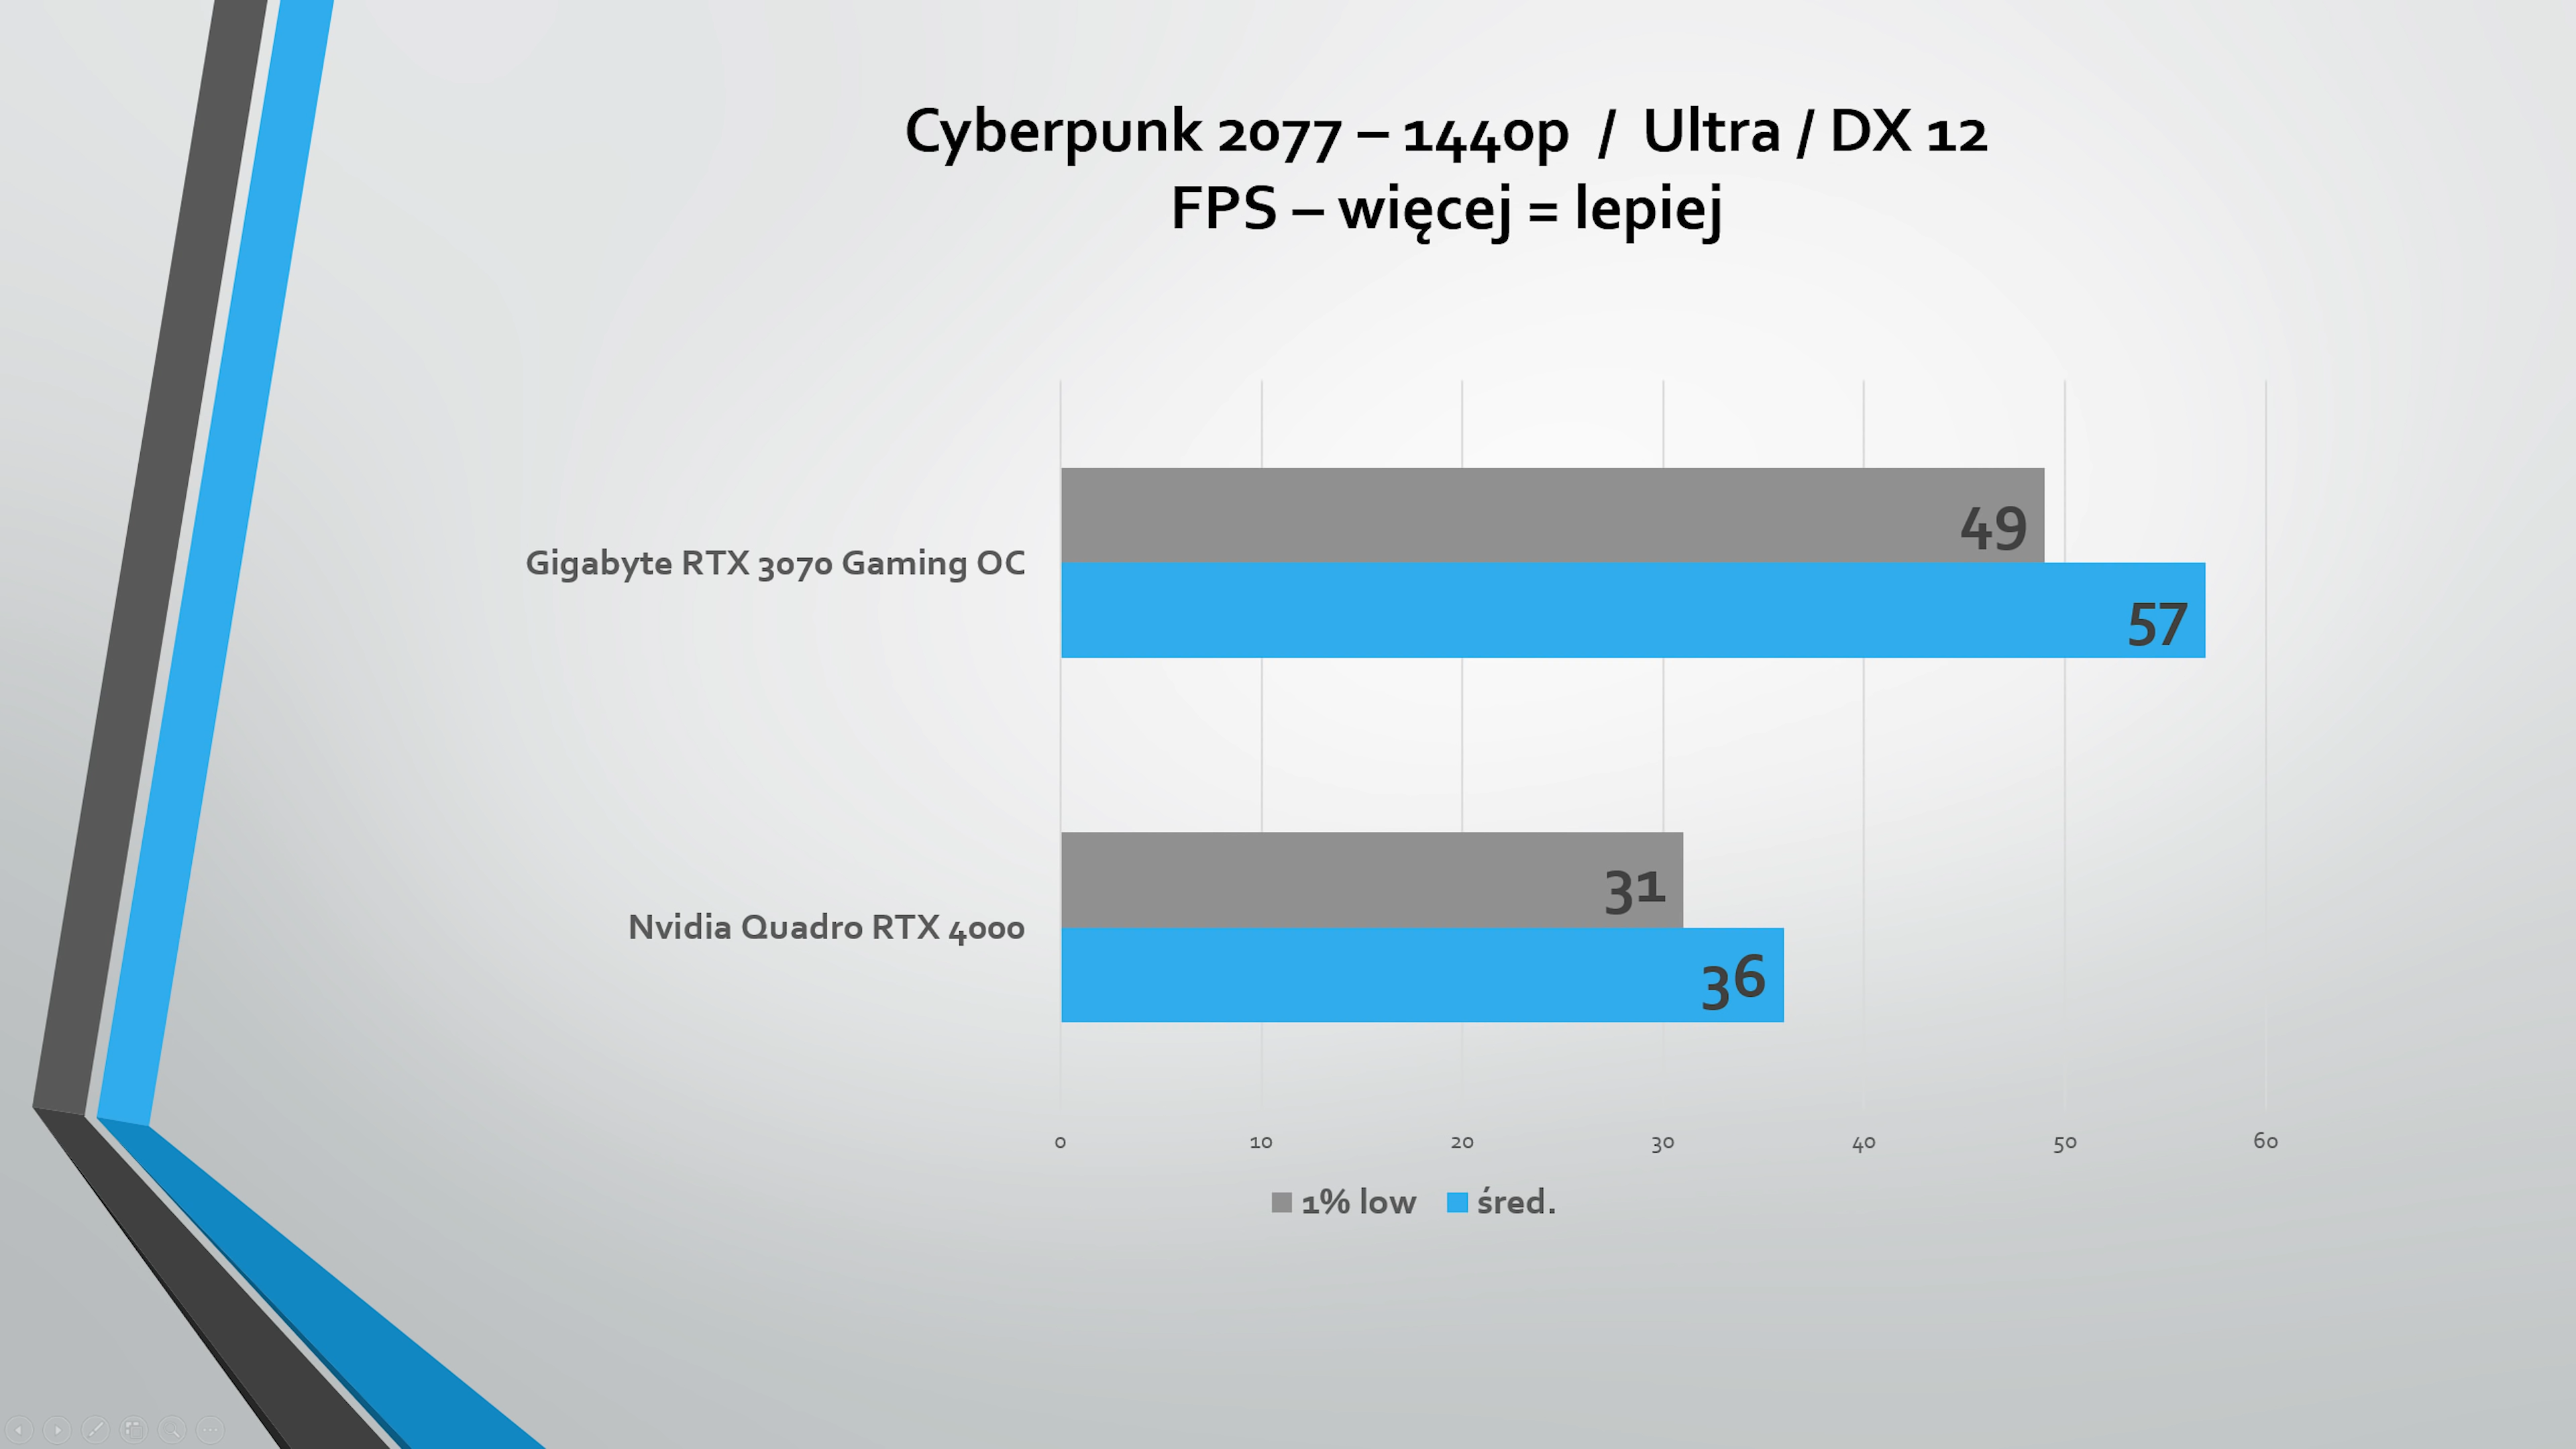 Cyberpunk 2077 – 1440p / Ultra / DX 12
FPS – więcej = lepiej
Gigabyte RTX 3070 Gaming OC
49
57
Nvidia Quadro RTX 4000
31
36
0 10 20 30 40 50 60
1% low śred.